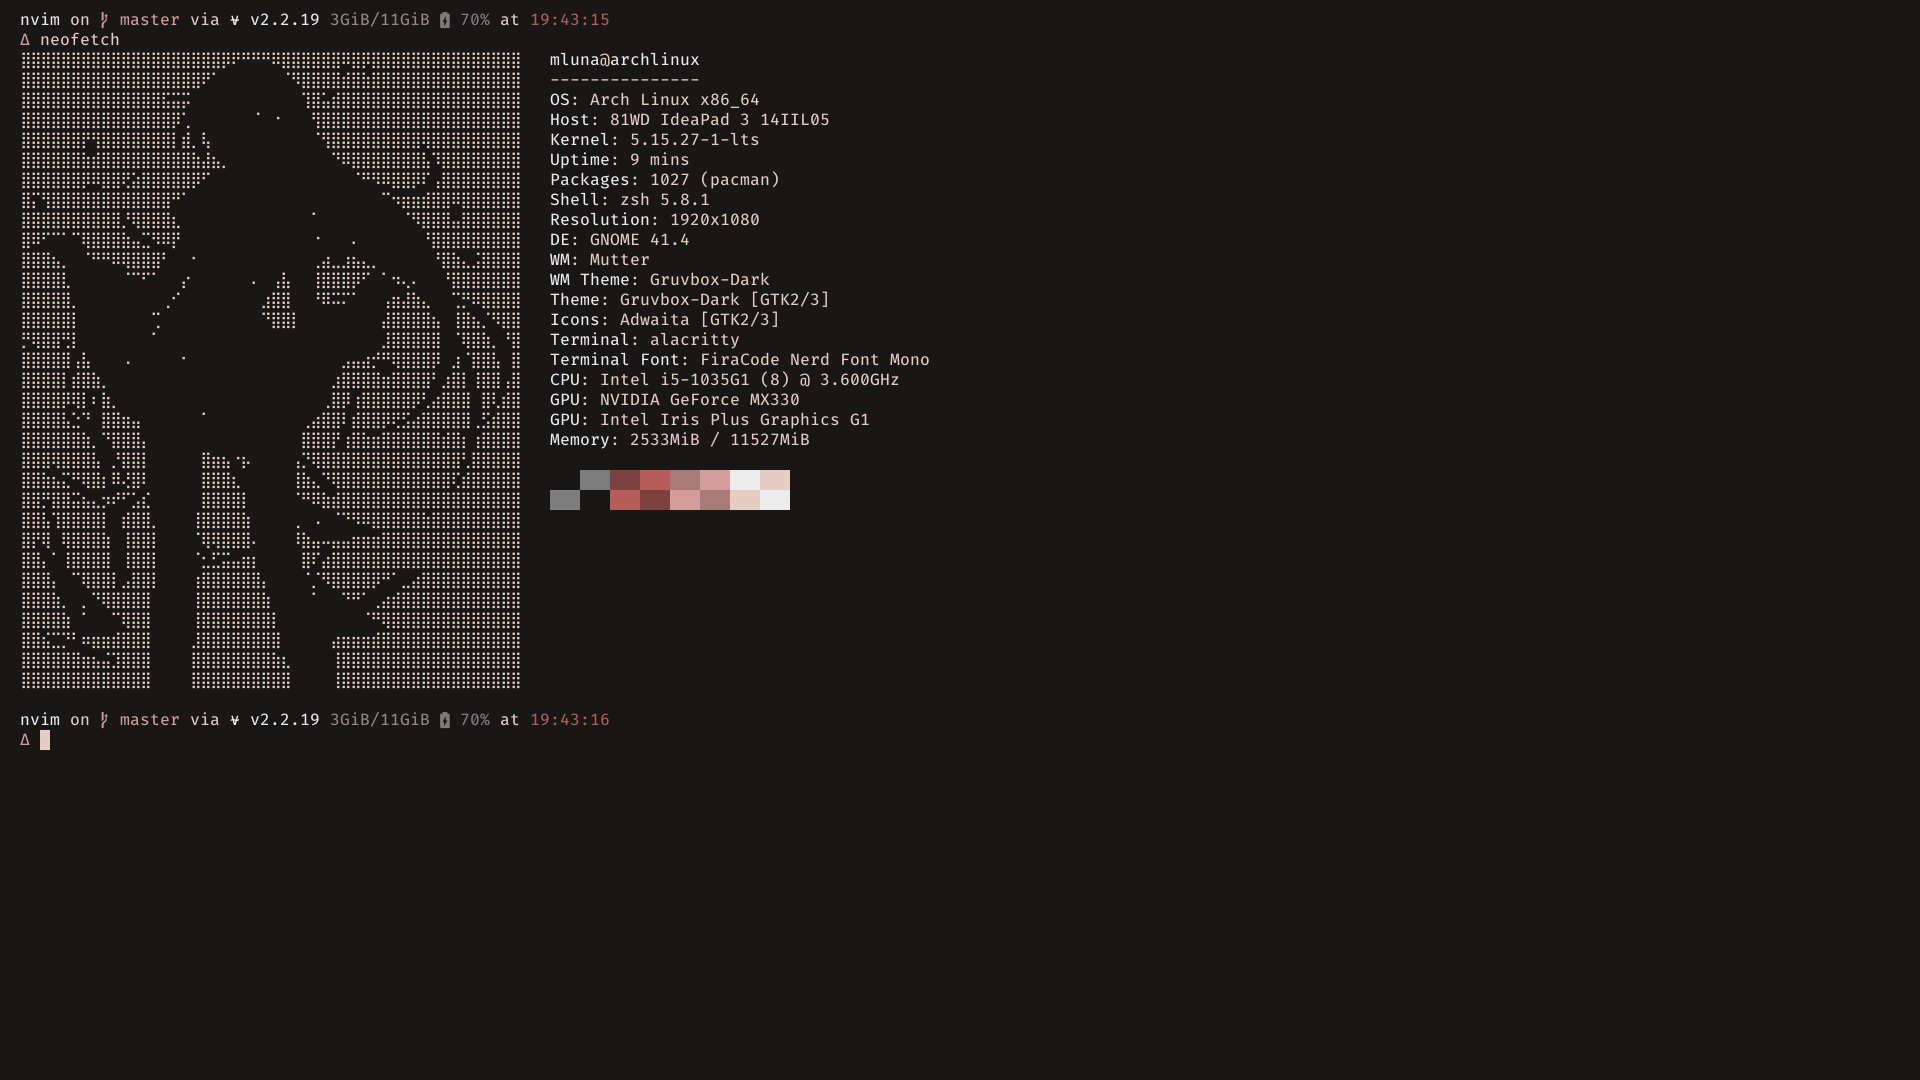 nvim on master via v2.2.19 3GiB/11GiB 70% at 19:43:15
Δ neofetch
mluna@archlinux
---------------
OS: Arch Linux x86_64
Host: 81WD IdeaPad 3 14IIL05
Kernel: 5.15.27-1-lts
Uptime: 9 mins
Packages: 1027 (pacman)
Shell: zsh 5.8.1
Resolution: 1920x1080
DE: GNOME 41.4
WM: Mutter
WM Theme: Gruvbox-Dark
Theme: Gruvbox-Dark [GTK2/3]
Icons: Adwaita [GTK2/3]
Terminal: alacritty
Terminal Font: FiraCode Nerd Font Mono
CPU: Intel i5-1035G1 (8) @ 3.600GHz
GPU: NVIDIA GeForce MX330
GPU: Intel Iris Plus Graphics G1
Memory: 2533MiB / 11527MiB
nvim on master via v2.2.19 3GiB/11GiB 70% at 19:43:16
Δ